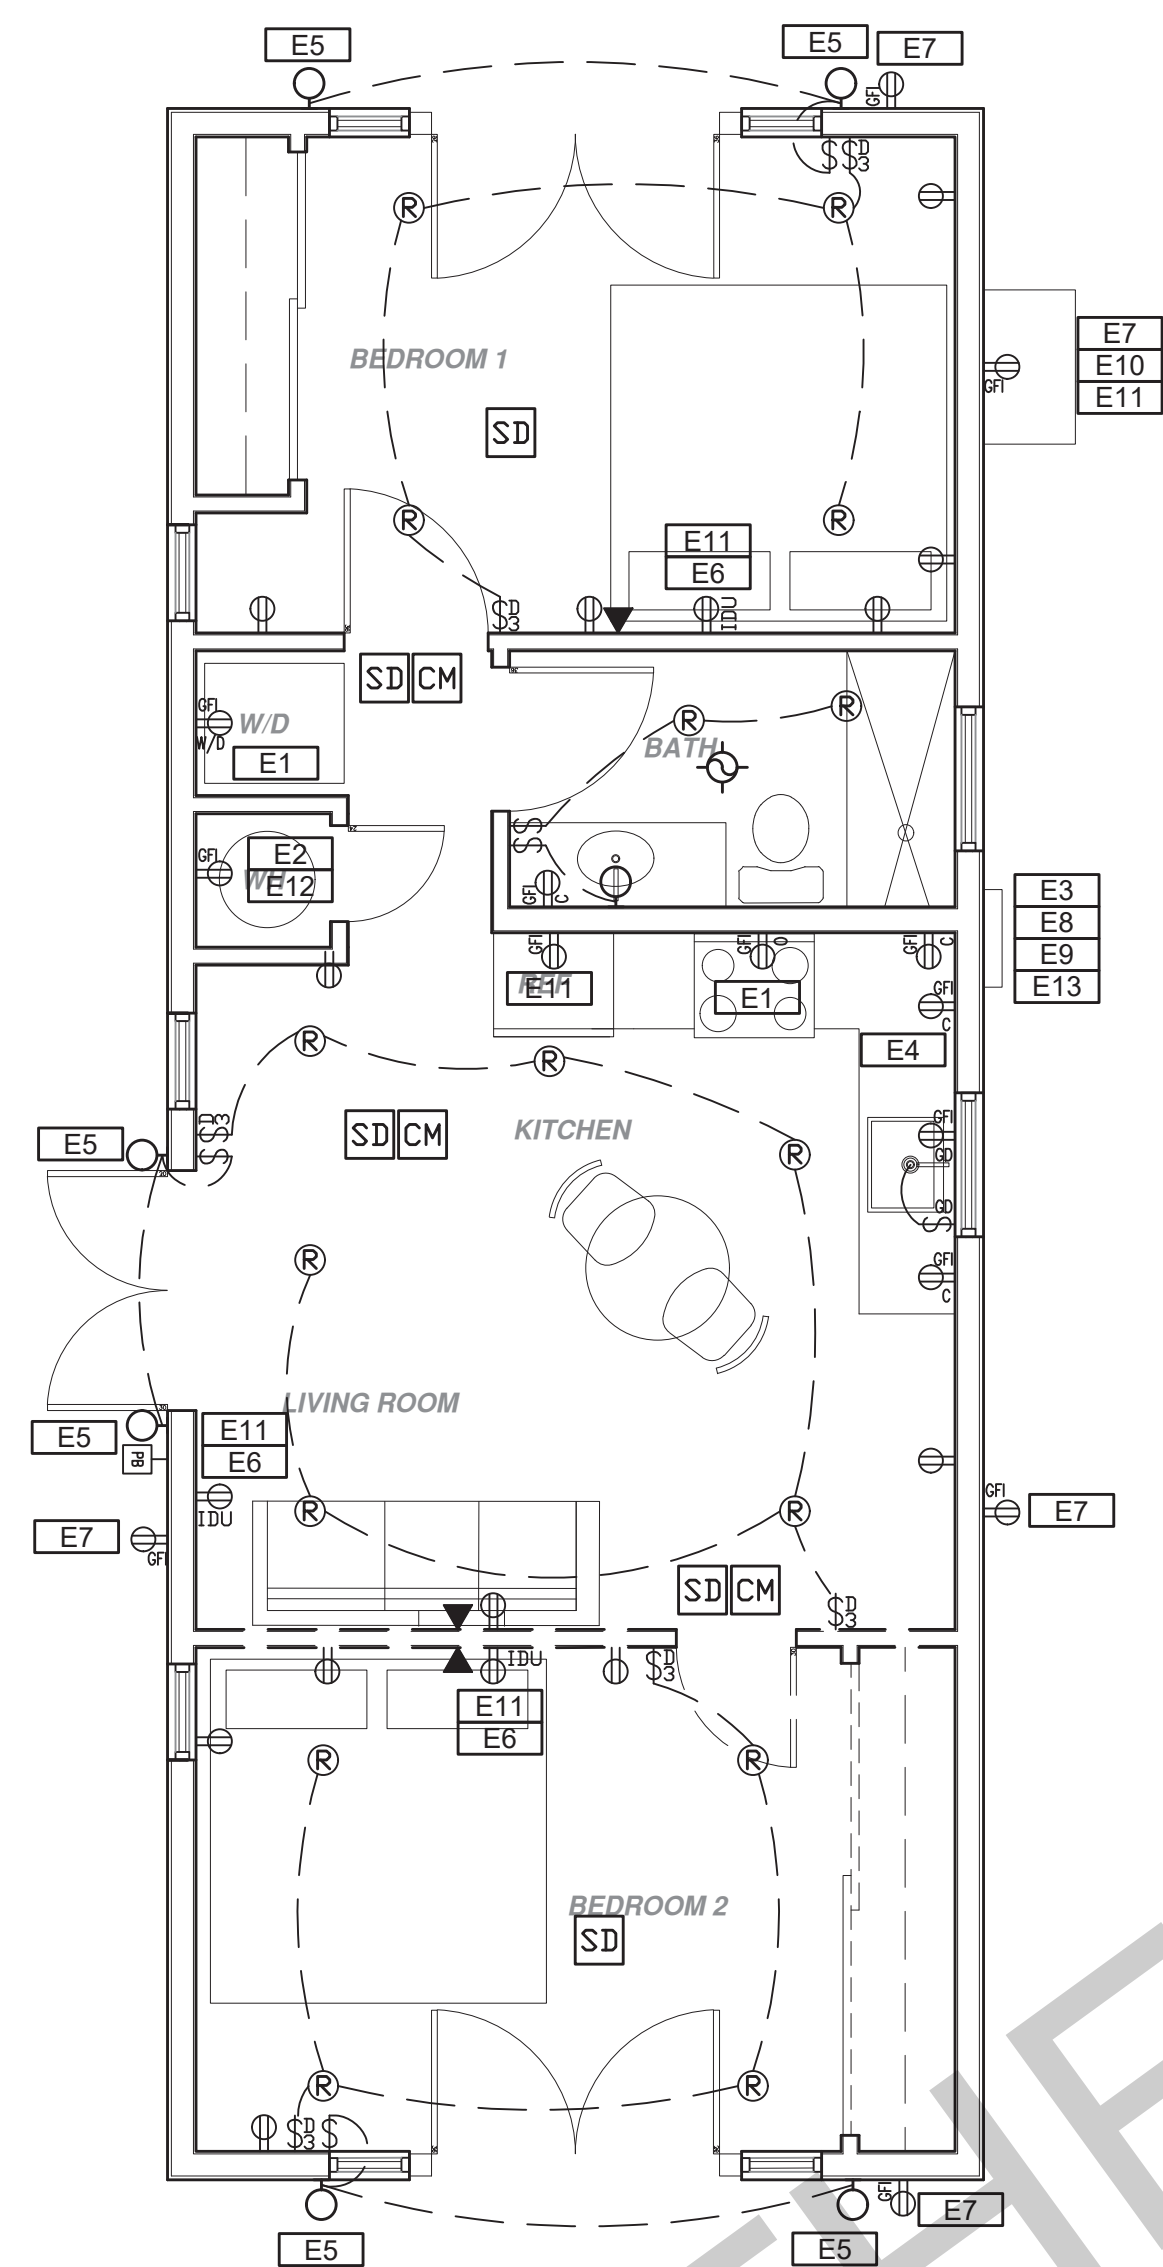 E5
E5
E7
GFI
S S D 3
R
R
BEDROOM 1
E7
E10
E11
GFI
SD
R
R
E11
E6
IDU
S D 3
SD CM
R
R
GFI
W/D
W/D
BATH
E1
S S
GFI
E2
WH
E12
GFI
C
E3
E8
E9
E13
GFI
REF
E11
GFI
O
E1
GFI
C
GFI
C
E4
R
R
S S D 3
SD CM
KITCHEN
E5
R
GFI
GD
GD
S
R
GFI
C
LIVING ROOM
E5
PB
E11
E6
IDU
E7
GFI
R
R
GFI
E7
SD CM
S D 3
IDU
S D 3
E11
E6
R
R
BEDROOM 2
SD
R
R
S D 3 S
GFI
E7
E5
E5